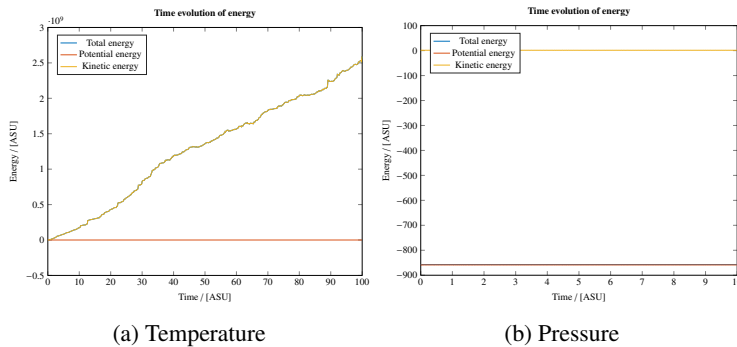 Time evolution of energy
·10^9
3
2.5
2
1.5
1
0.5
0
−0.5
Energy / [ASU]
Total energy
Potential energy
Kinetic energy
0 10 20 30 40 50 60 70 80 90 100
Time / [ASU]
(a) Temperature
Time evolution of energy
100
0
−100
−200
−300
−400
−500
−600
−700
−800
−900
Energy / [ASU]
Total energy
Potential energy
Kinetic energy
0 1 2 3 4 5 6 7 8 9 10
Time / [ASU]
(b) Pressure